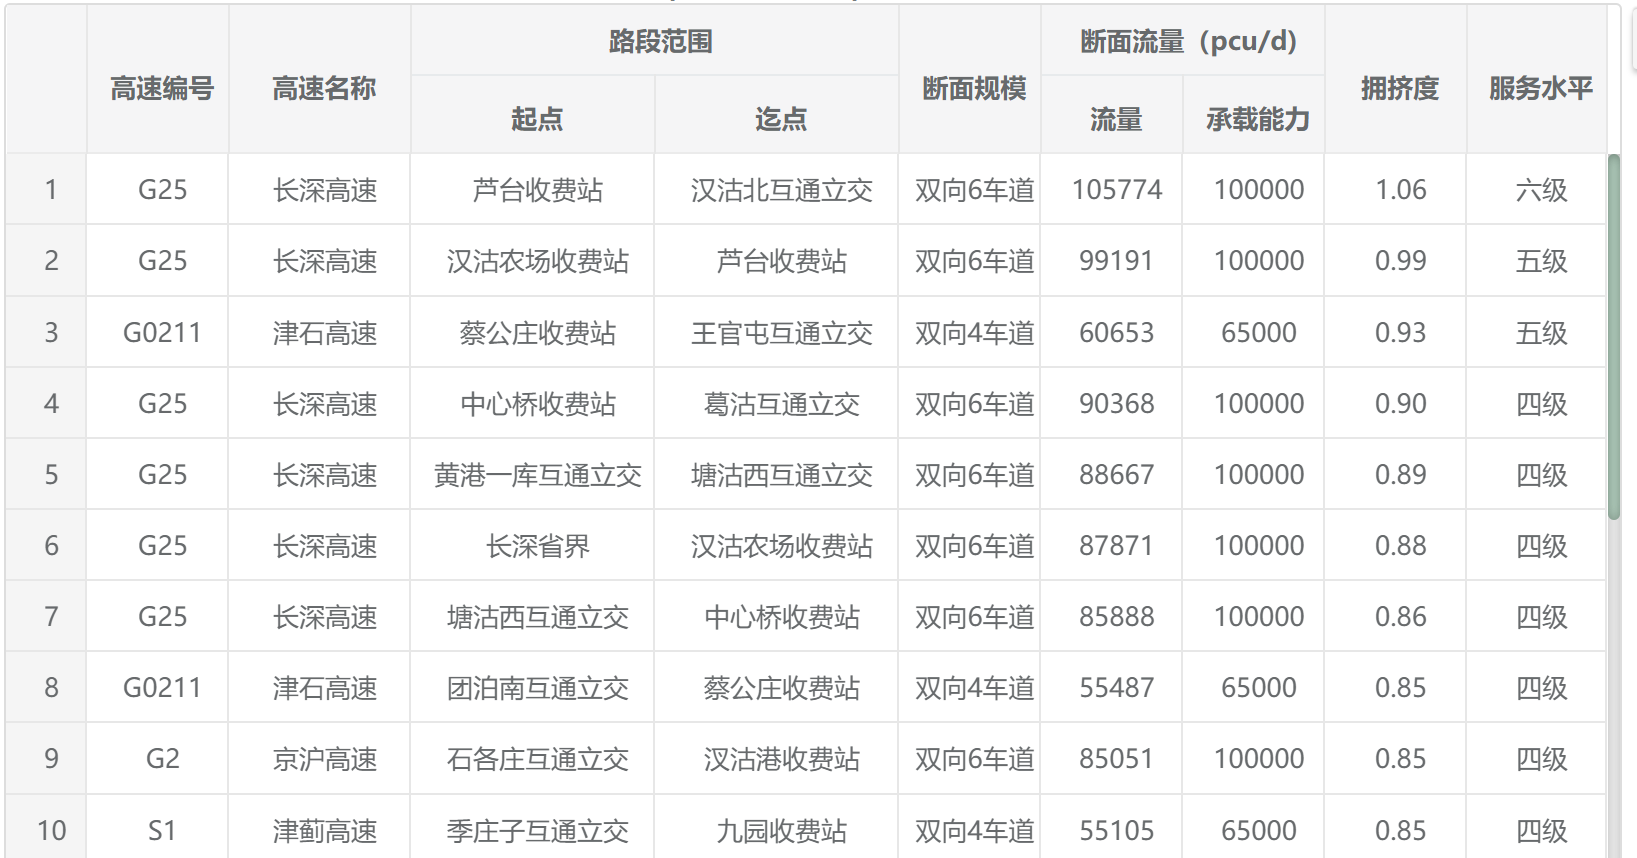 高速编号 高速名称 路段范围 断面规模 断面流量（pcu/d） 拥挤度 服务水平
起点 迄点 流量 承载能力
1 G25 长深高速 芦台收费站 汉沽北互通立交 双向6车道 105774 100000 1.06 六级
2 G25 长深高速 汉沽农场收费站 芦台收费站 双向6车道 99191 100000 0.99 五级
3 G0211 津石高速 蔡公庄收费站 王官屯互通立交 双向4车道 60653 65000 0.93 五级
4 G25 长深高速 中心桥收费站 葛沽互通立交 双向6车道 90368 100000 0.90 四级
5 G25 长深高速 黄港一库互通立交 塘沽西互通立交 双向6车道 88667 100000 0.89 四级
6 G25 长深高速 长深省界 汉沽农场收费站 双向6车道 87871 100000 0.88 四级
7 G25 长深高速 塘沽西互通立交 中心桥收费站 双向6车道 85888 100000 0.86 四级
8 G0211 津石高速 团泊南互通立交 蔡公庄收费站 双向4车道 55487 65000 0.85 四级
9 G2 京沪高速 石各庄互通立交 汊沽港收费站 双向6车道 85051 100000 0.85 四级
10 S1 津蓟高速 季庄子互通立交 九园收费站 双向4车道 55105 65000 0.85 四级